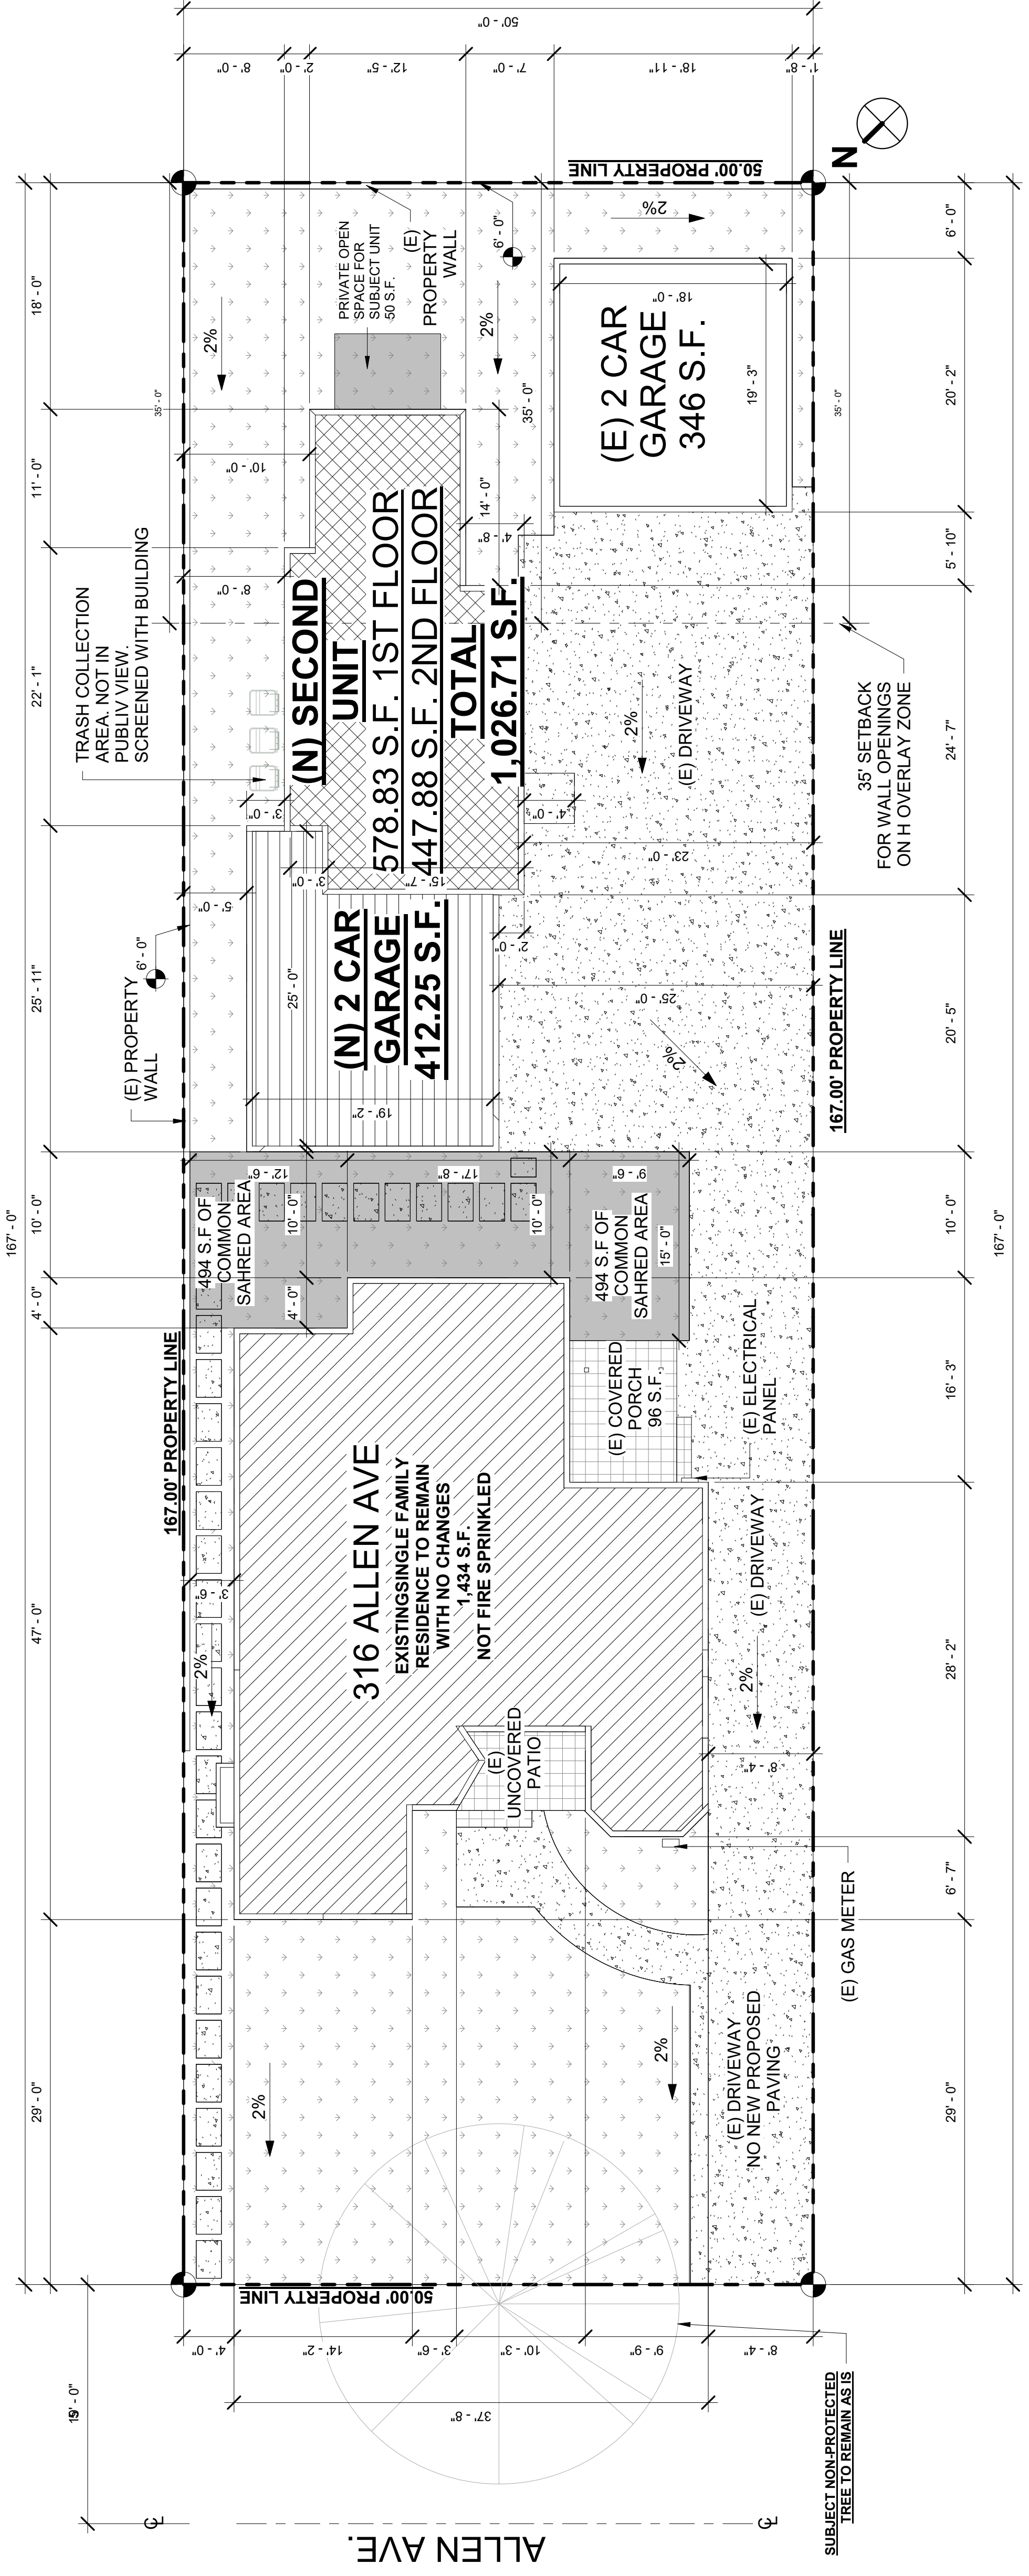 50' - 0"
8' - 0"
2' - 0"
12' - 5"
7' - 0"
18' - 11"
1' - 8"
N
50.00' PROPERTY LINE
18' - 0"
11' - 0"
22' - 1"
25' - 11"
10' - 0"
4' - 0"
47' - 0"
29' - 0"
167' - 0"
35' - 0"
2%
PRIVATE OPEN
SPACE FOR
SUBJECT UNIT
50 S.F.
(E)
PROPERTY
WALL
6' - 0"
2%
2%
35' - 0"
10' - 0"
8' - 0"
14' - 0"
4' - 8"
(E) 2 CAR
GARAGE
346 S.F.
18' - 0"
19' - 3"
35' - 0"
6' - 0"
20' - 2"
5' - 10"
24' - 7"
20' - 5"
10' - 0"
16' - 3"
28' - 2"
6' - 7"
29' - 0"
167' - 0"
TRASH COLLECTION
AREA. NOT IN
PUBLIV VIEW.
SCREENED WITH BUILDING
(N) SECOND
UNIT
578.83 S.F. 1ST FLOOR
447.88 S.F. 2ND FLOOR
TOTAL
1,026.71 S.F.
2%
(E) DRIVEWAY
35' SETBACK
FOR WALL OPENINGS
ON H OVERLAY ZONE
3' - 0"
3' - 0"
15' - 7"
4' - 0"
23' - 0"
5' - 0"
2' - 0"
25' - 0"
(E) PROPERTY
WALL
6' - 0"
25' - 0"
(N) 2 CAR
GARAGE
412.25 S.F.
19' - 2"
2%
167.00' PROPERTY LINE
12' - 6"
17' - 8"
9' - 6"
494 S.F OF
COMMON
SAHRED AREA
10' - 0"
4' - 0"
10' - 0"
494 S.F OF
COMMON
SAHRED AREA
15' - 0"
167.00' PROPERTY LINE
(E) COVERED
PORCH
96 S.F.
(E) ELECTRICAL
PANEL
316 ALLEN AVE
EXISTINGSINGLE FAMILY
RESIDENCE TO REMAIN
WITH NO CHANGES
1,434 S.F.
NOT FIRE SPRINKLED
3' - 6"
2%
(E)
UNCOVERED
PATIO
(E) DRIVEWAY
2%
8' - 4"
(E) GAS METER
2%
2%
(E) DRIVEWAY
NO NEW PROPOSED
PAVING
50.00' PROPERTY LINE
4' - 0"
14' - 2"
3' - 6"
10' - 3"
9' - 9"
8' - 4"
37' - 8"
SUBJECT NON-PROTECTED
TREE TO REMAIN AS IS
ALLEN AVE.